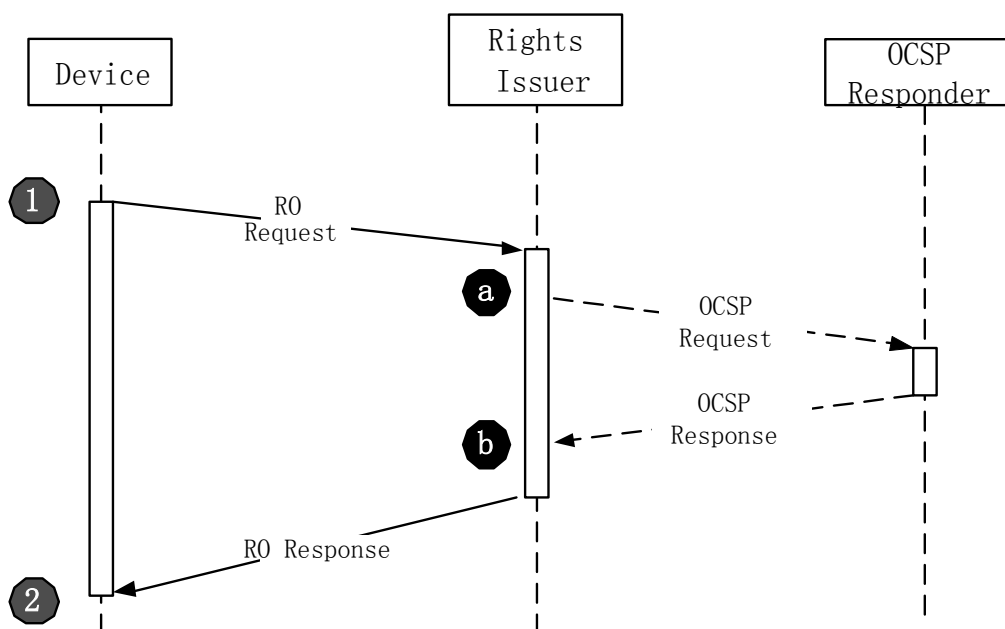 Device
Rights
Issuer
OCSP
Responder
1
RO
Request
a
OCSP
Request
OCSP
Response
b
RO Response
2